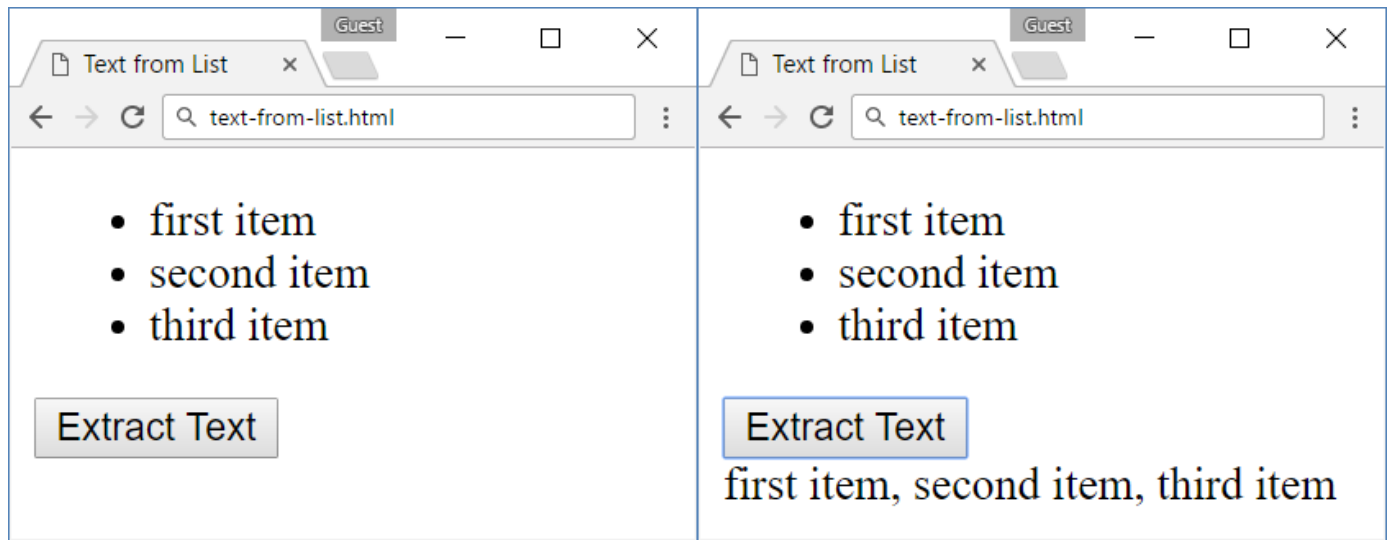 Guest
Text from List
text-from-list.html
first item
second item
third item
Extract Text
Guest
Text from List
text-from-list.html
first item
second item
third item
Extract Text
first item, second item, third item